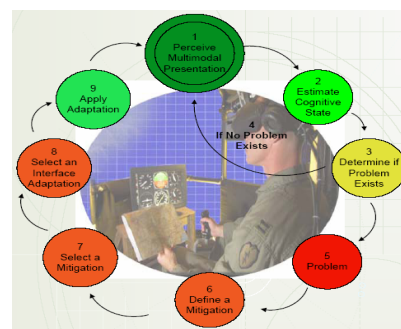 1
Perceive
Multimodal
Presentation
2
Estimate
Cognitive
State
3
Determine if
Problem
Exists
4
If No Problem
Exists
5
Problem
6
Define a
Mitigation
7
Select a
Mitigation
8
Select an
Interface
Adaptation
9
Apply
Adaptation